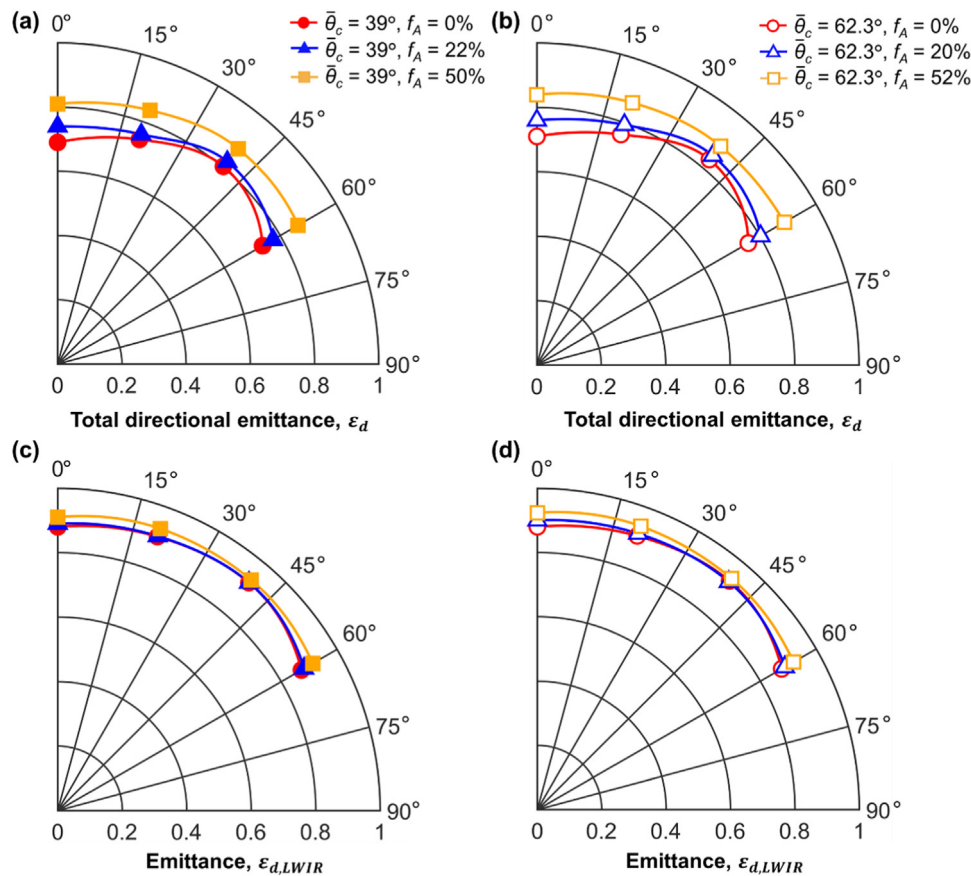 (a)
θ̄c = 39°, fA = 0%
θ̄c = 39°, fA = 22%
θ̄c = 39°, fA = 50%
0°
15°
30°
45°
60°
75°
90°
0 0.2 0.4 0.6 0.8 1
Total directional emittance, εd
(b)
θ̄c = 62.3°, fA = 0%
θ̄c = 62.3°, fA = 20%
θ̄c = 62.3°, fA = 52%
0°
15°
30°
45°
60°
75°
90°
0 0.2 0.4 0.6 0.8 1
Total directional emittance, εd
(c)
0°
15°
30°
45°
60°
75°
90°
0 0.2 0.4 0.6 0.8 1
Emittance, εd,LWIR
(d)
0°
15°
30°
45°
60°
75°
90°
0 0.2 0.4 0.6 0.8 1
Emittance, εd,LWIR